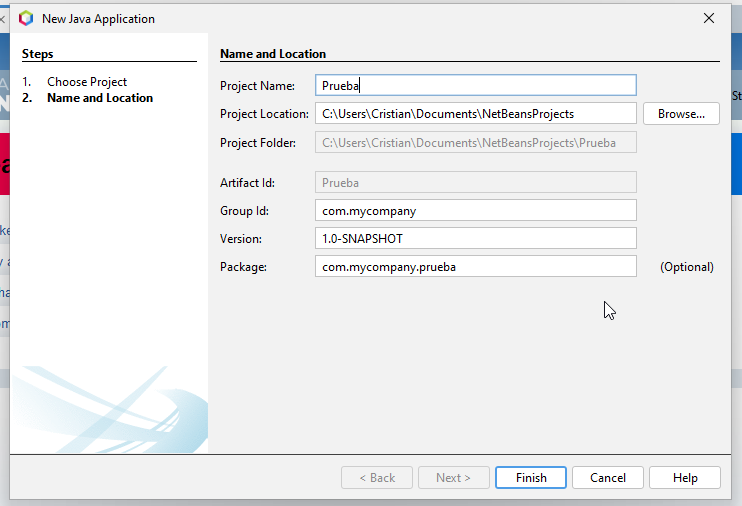 New Java Application
Steps
1. Choose Project
2. Name and Location
Name and Location
Project Name: Prueba
Project Location: C:\Users\Cristian\Documents\NetBeansProjects Browse...
Project Folder: C:\Users\Cristian\Documents\NetBeansProjects\Prueba
Artifact Id: Prueba
Group Id: com.mycompany
Version: 1.0-SNAPSHOT
Package: com.mycompany.prueba (Optional)
< Back Next > Finish Cancel Help